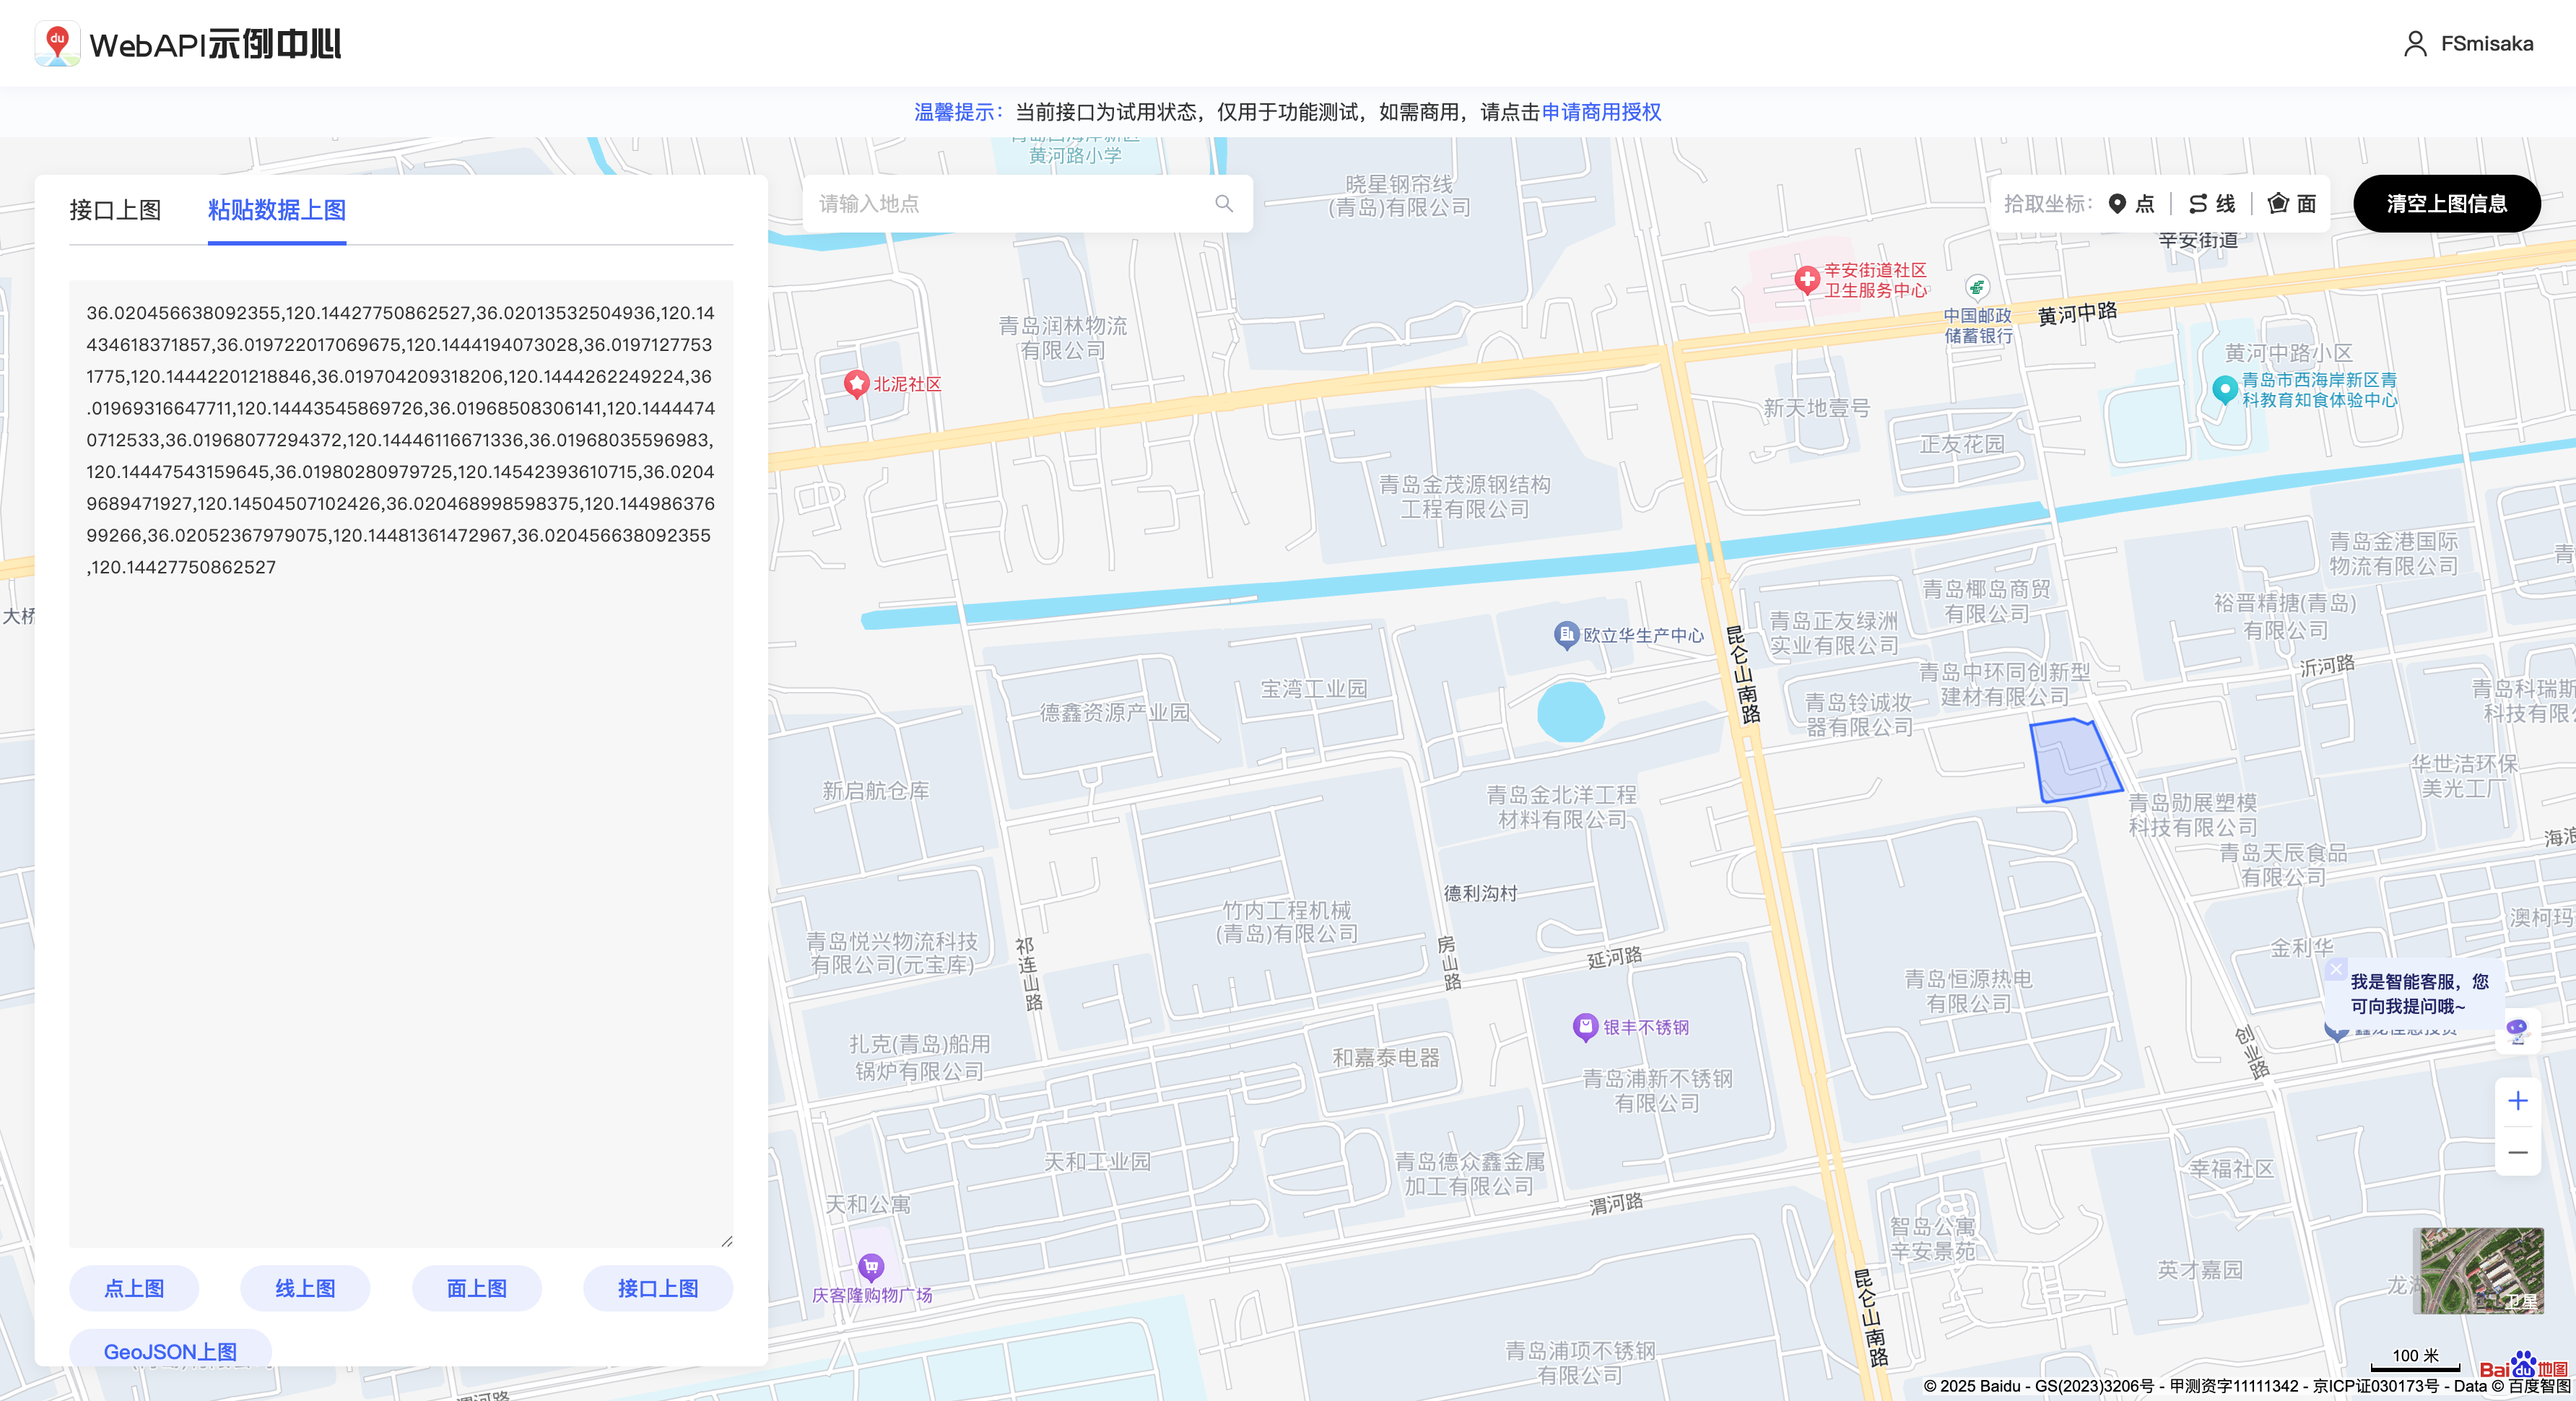 du WebAPI示例中心
FSmisaka
温馨提示：当前接口为试用状态，仅用于功能测试，如需商用，请点击申请商用授权
接口上图
粘贴数据上图
36.020456638092355,120.14427750862527,36.02013532504936,120.14
434618371857,36.019722017069675,120.1444194073028,36.0197127753
1775,120.14442201218846,36.019704209318206,120.1444262249224,36
.01969316647711,120.14443545869726,36.01968508306141,120.1444474
0712533,36.01968077294372,120.14446116671336,36.01968035596983,
120.14447543159645,36.01980280979725,120.14542393610715,36.0204
9689471927,120.14504507102426,36.020468998598375,120.144986376
99266,36.02052367979075,120.14481361472967,36.020456638092355
,120.14427750862527
点上图
线上图
面上图
接口上图
GeoJSON上图
请输入地点
拾取坐标：
点
线
面
清空上图信息
黄河路小学
晓星钢帘线
(青岛)有限公司
辛安街道
辛安街道社区
卫生服务中心
中国邮政
储蓄银行
黄河中路
青岛润林物流
有限公司
北泥社区
黄河中路小区
青岛市西海岸新区青
科教育知食体验中心
新天地壹号
正友花园
青岛金茂源钢结构
工程有限公司
青岛金港国际
物流有限公司
青岛椰岛商贸
有限公司
裕晋精搪(青岛)
有限公司
大桥
欧立华生产中心
昆仑山南路
青岛正友绿洲
实业有限公司
沂河路
青岛中环同创新型
建材有限公司
宝湾工业园
德鑫资源产业园
青岛铃诚妆
器有限公司
青岛科瑞斯
科技有限公
新启航仓库
青岛金北洋工程
材料有限公司
华世洁环保
美光工厂
青岛勋展塑模
科技有限公司
海浪
青岛天辰食品
有限公司
德利沟村
竹内工程机械
(青岛)有限公司
澳柯玛
青岛悦兴物流科技
有限公司(元宝库)
祁连山路
房山路
延河路
金利华
青岛恒源热电
有限公司
我是智能客服，您
可向我提问哦~
银丰不锈钢
扎克(青岛)船用
锅炉有限公司
和嘉泰电器
青岛浦新不锈钢
有限公司
创业路
天和工业园
青岛德众鑫金属
加工有限公司
幸福社区
天和公寓
渭河路
智岛公寓
辛安景苑
庆客隆购物广场
英才嘉园
昆仑山南路
卫星
青岛浦项不锈钢
有限公司
100 米
Bai du 地图
© 2025 Baidu - GS(2023)3206号 - 甲测资字11111342 - 京ICP证030173号 - Data © 百度智图
渭河路